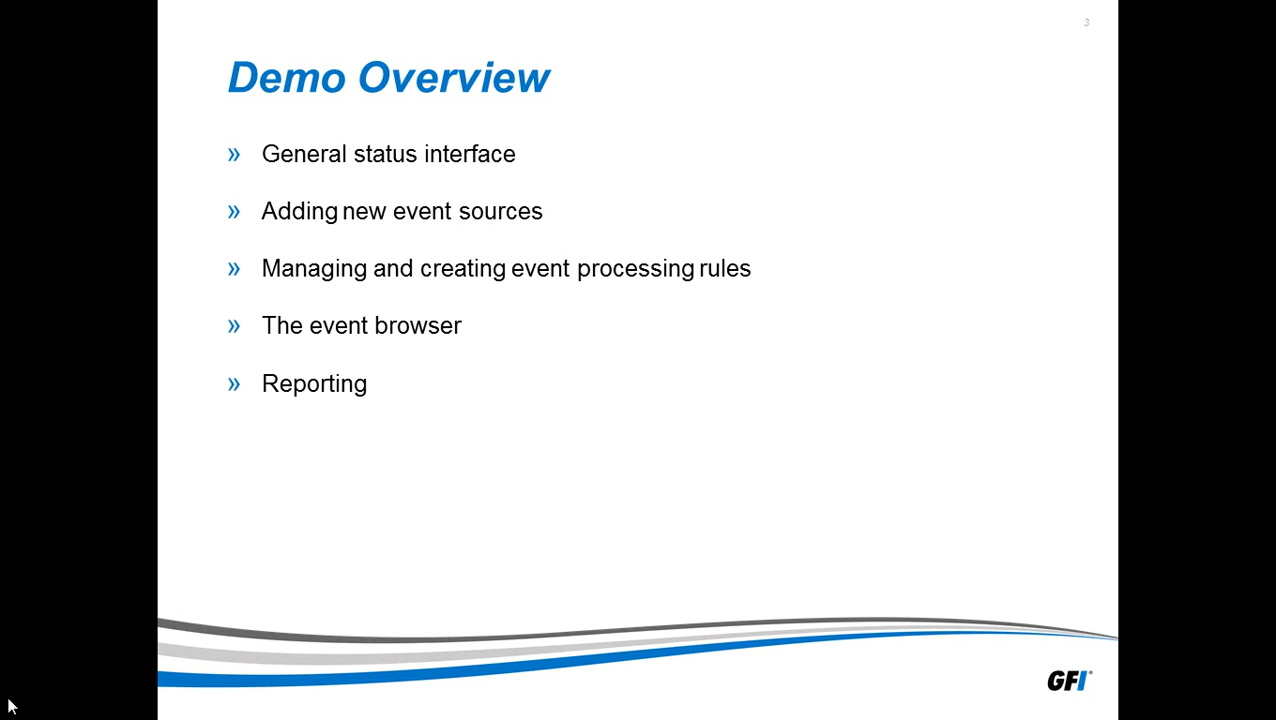 3
Demo Overview
» General status interface
» Adding new event sources
» Managing and creating event processing rules
» The event browser
» Reporting
GFI®